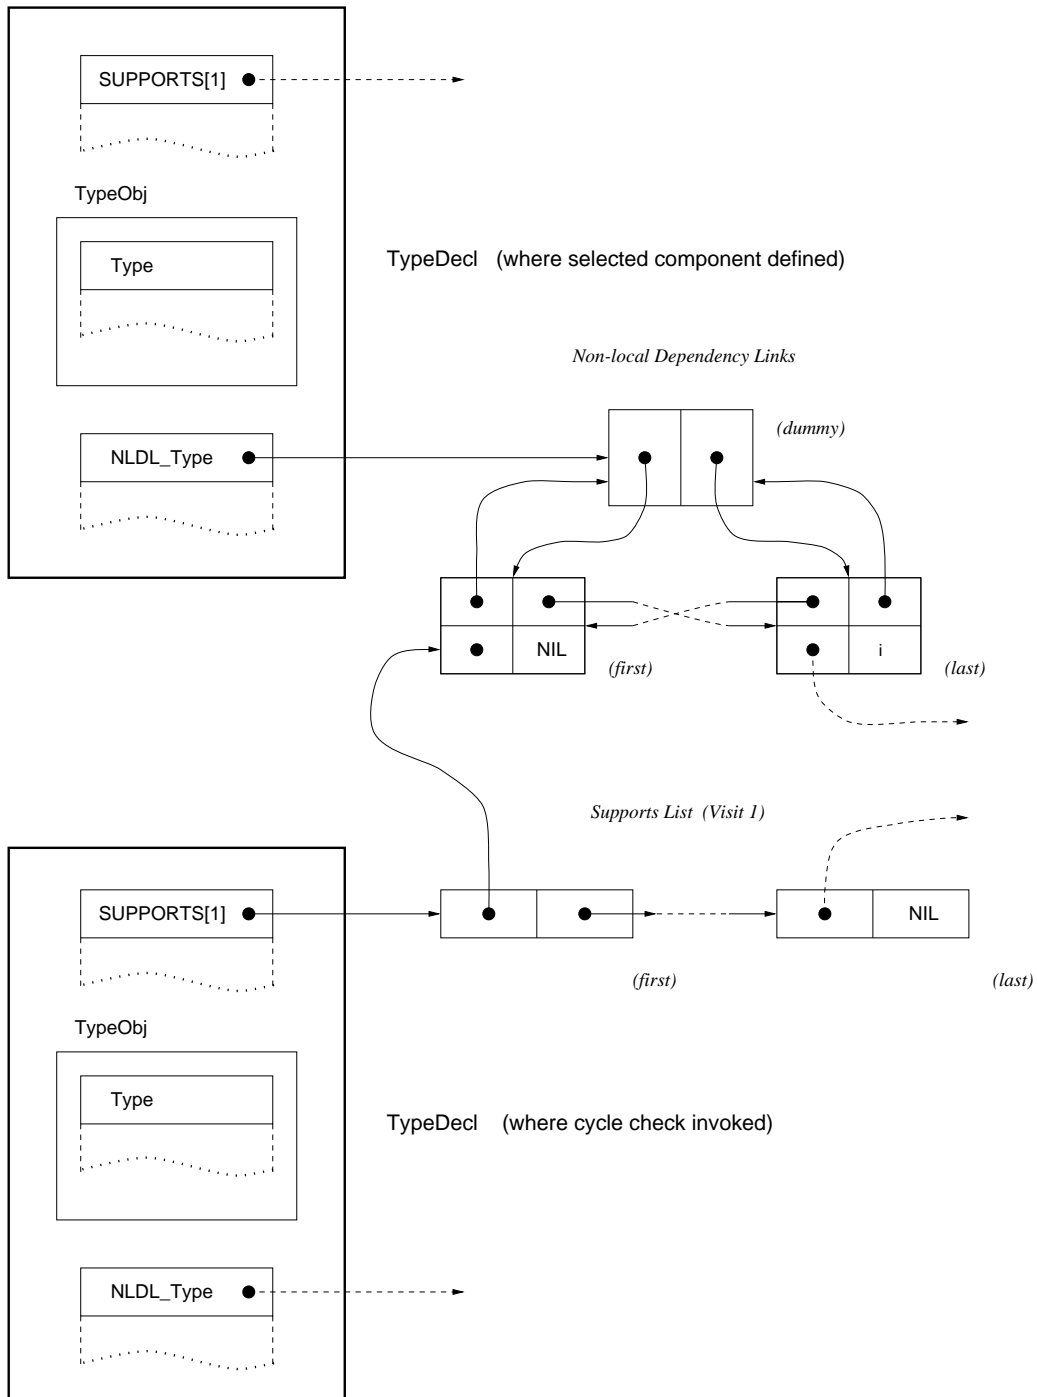 SUPPORTS[1]
TypeObj
Type
TypeDecl (where selected component defined)
Non-local Dependency Links
(dummy)
NLDL_Type
NIL
i
(first)
(last)
Supports List (Visit 1)
SUPPORTS[1]
NIL
(first)
(last)
TypeObj
Type
TypeDecl (where cycle check invoked)
NLDL_Type